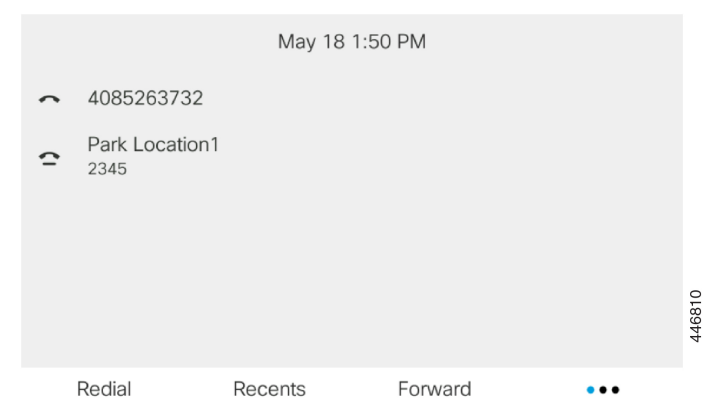 May 18 1:50 PM
4085263732
Park Location1
2345
446810
Redial
Recents
Forward